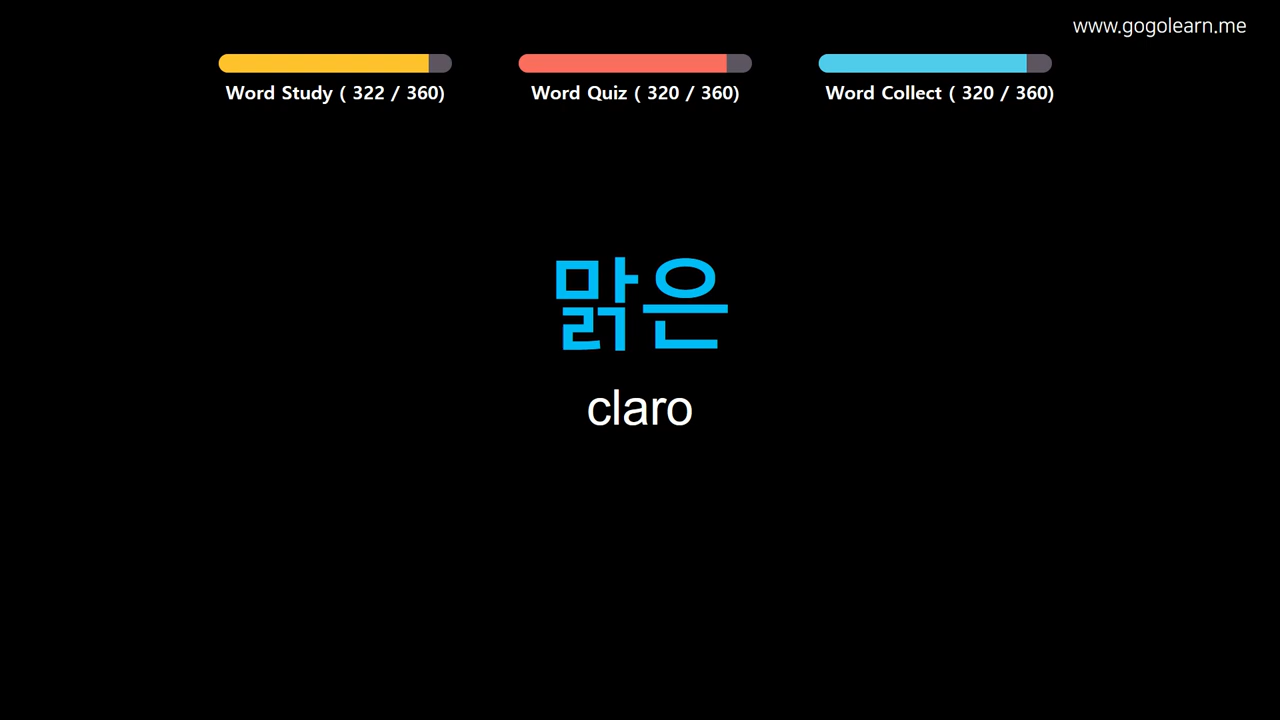 www.gogolearn.me
Word Study ( 322 / 360)
Word Quiz ( 320 / 360)
Word Collect ( 320 / 360)
맑은
claro